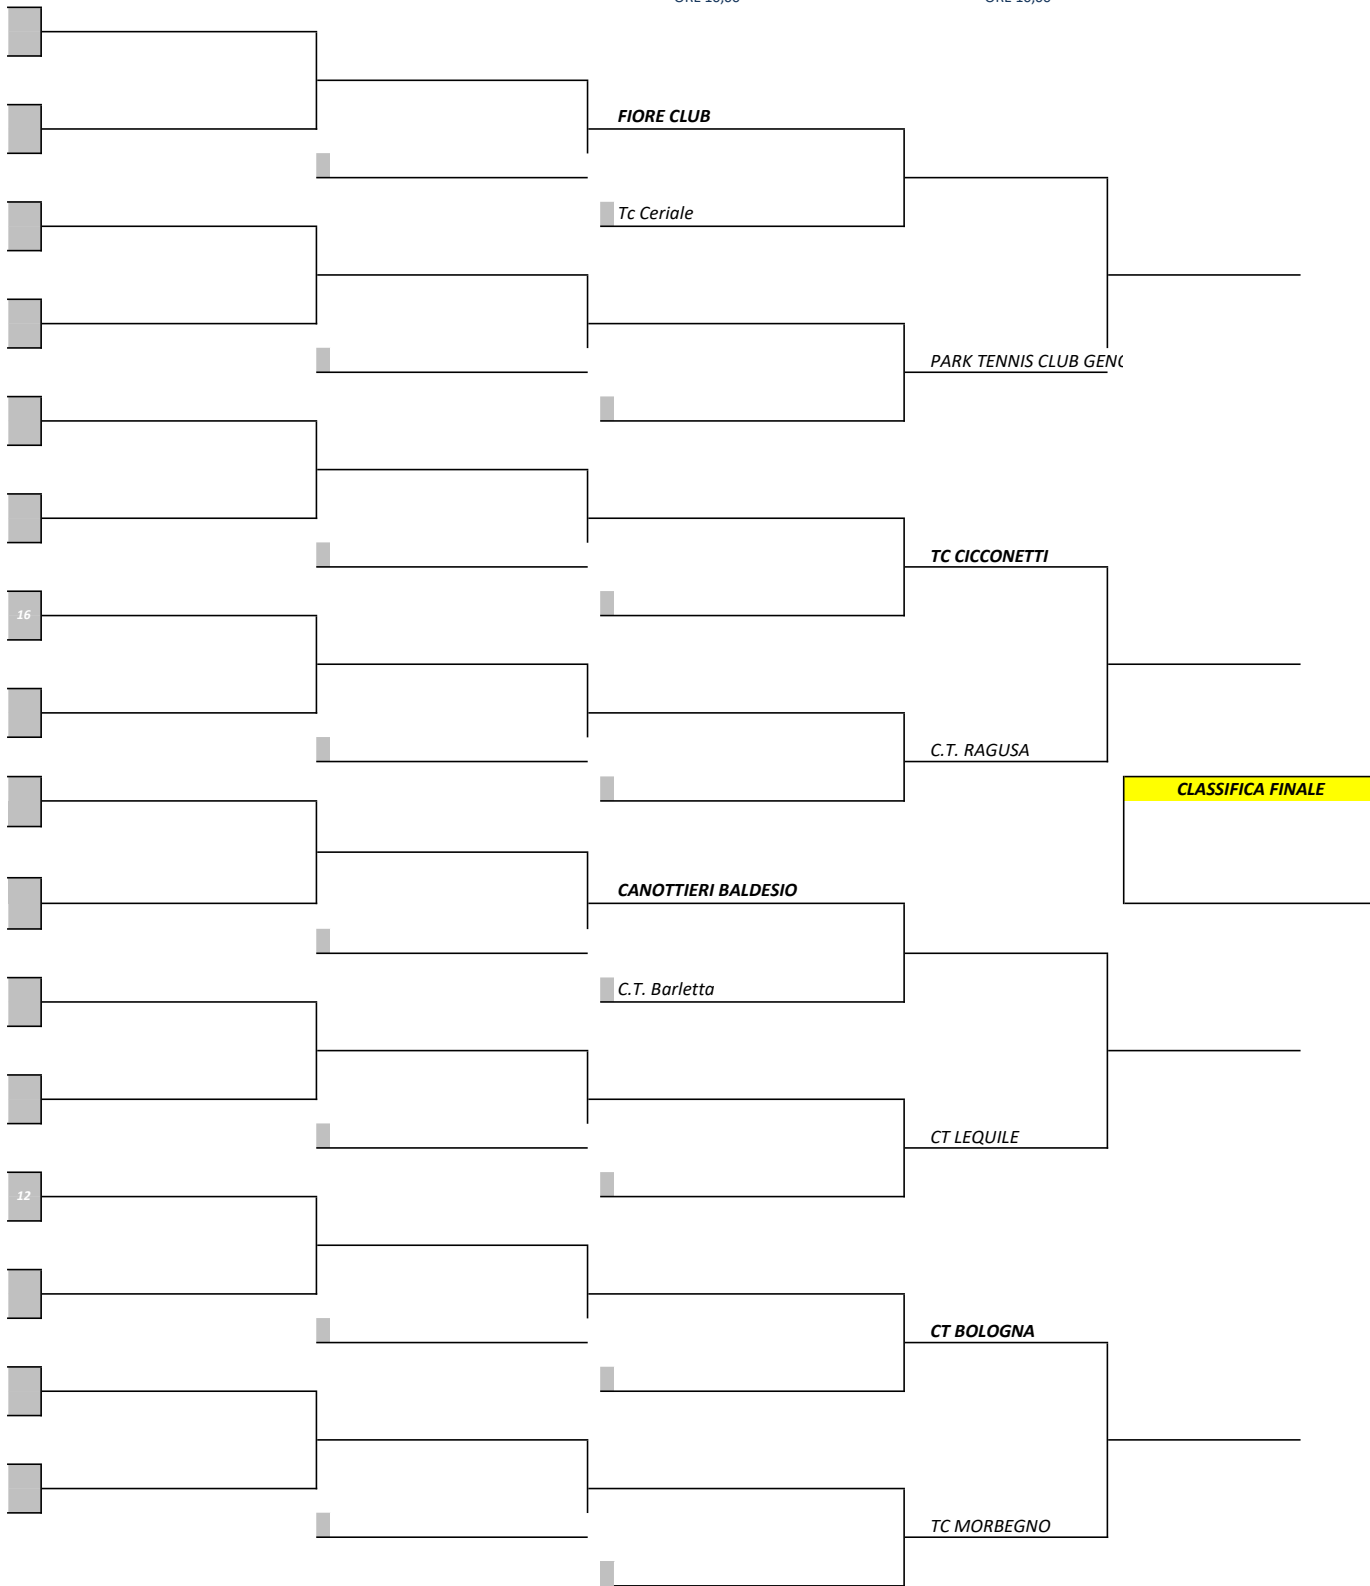 FIORE CLUB
Tc Ceriale
PARK TENNIS CLUB GENO
TC CICCONETTI
16
C.T. RAGUSA
CLASSIFICA FINALE
CANOTTIERI BALDESIO
C.T. Barletta
CT LEQUILE
12
CT BOLOGNA
TC MORBEGNO